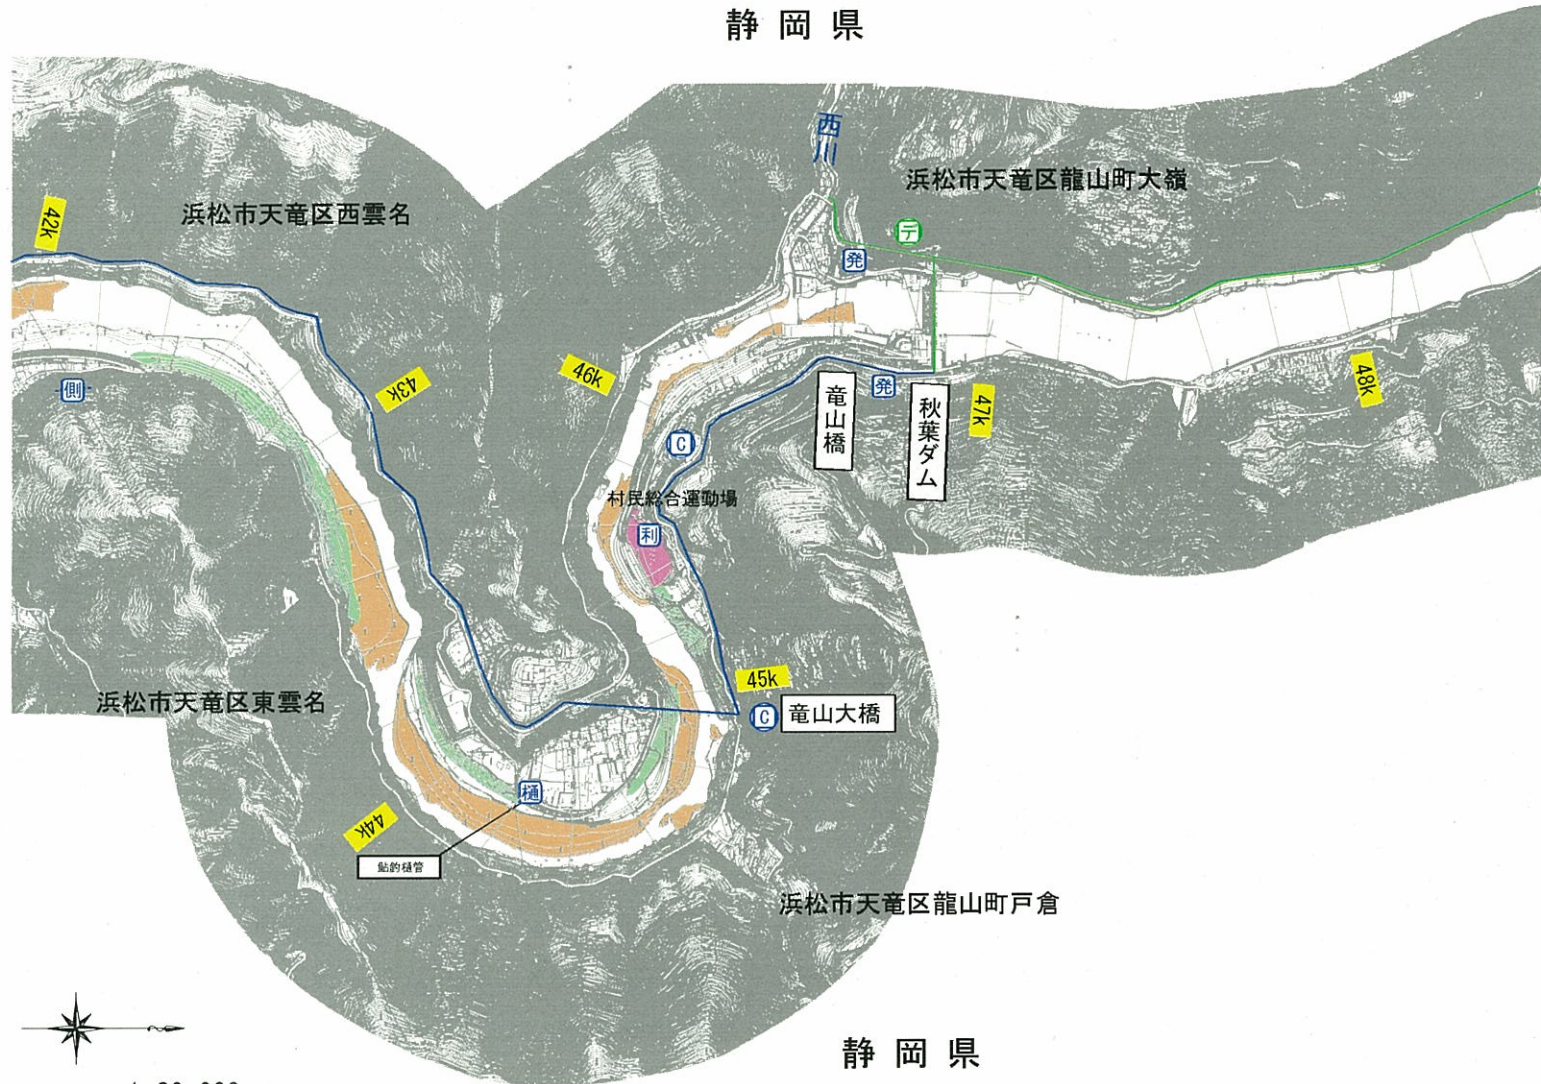 静岡県
西川
浜松市天竜区龍山町大嶺
42k
浜松市天竜区西雲名
テ
発
46k
48k
43k
側
発
竜山橋
秋葉ダム
47k
C
村民総合運動場
利
45k
C
竜山大橋
浜松市天竜区東雲名
樋
44k
鮎釣樋管
浜松市天竜区龍山町戸倉
静岡県